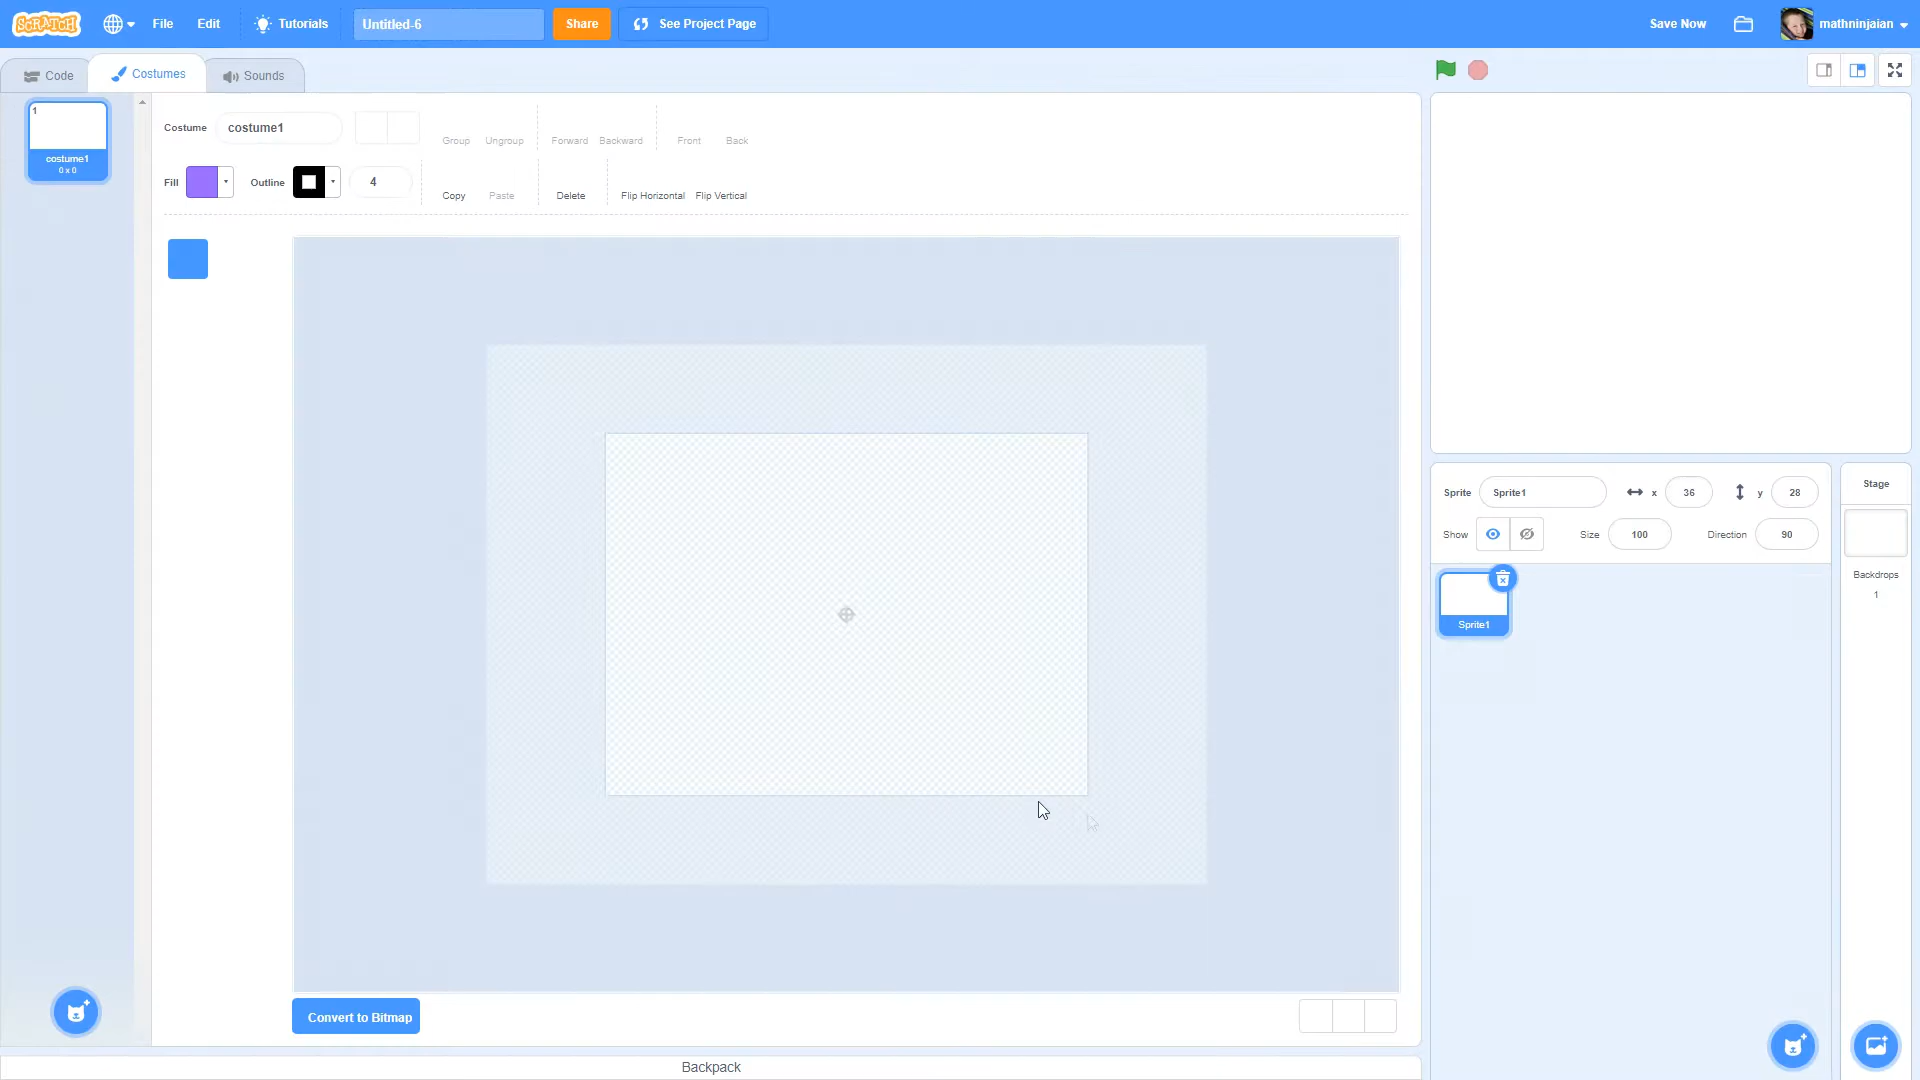 SCRATCH
File
Edit
Tutorials
Untitled-6
Share
See Project Page
Save Now
mathninjaian
Code
Costumes
Sounds
1
costume1
0 x 0
Costume
costume1
Group
Ungroup
Forward
Backward
Front
Back
Fill
Outline
4
Copy
Paste
Delete
Flip Horizontal
Flip Vertical
Convert to Bitmap
Backpack
Sprite
Sprite1
x
36
y
28
Show
Size
100
Direction
90
Sprite1
Stage
Backdrops
1